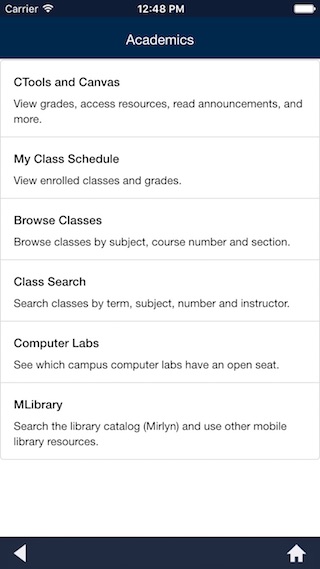 Carrier 12:48 PM
Academics
CTools and Canvas
View grades, access resources, read announcements, and
more.
My Class Schedule
View enrolled classes and grades.
Browse Classes
Browse classes by subject, course number and section.
Class Search
Search classes by term, subject, number and instructor.
Computer Labs
See which campus computer labs have an open seat.
MLibrary
Search the library catalog (Mirlyn) and use other mobile
library resources.